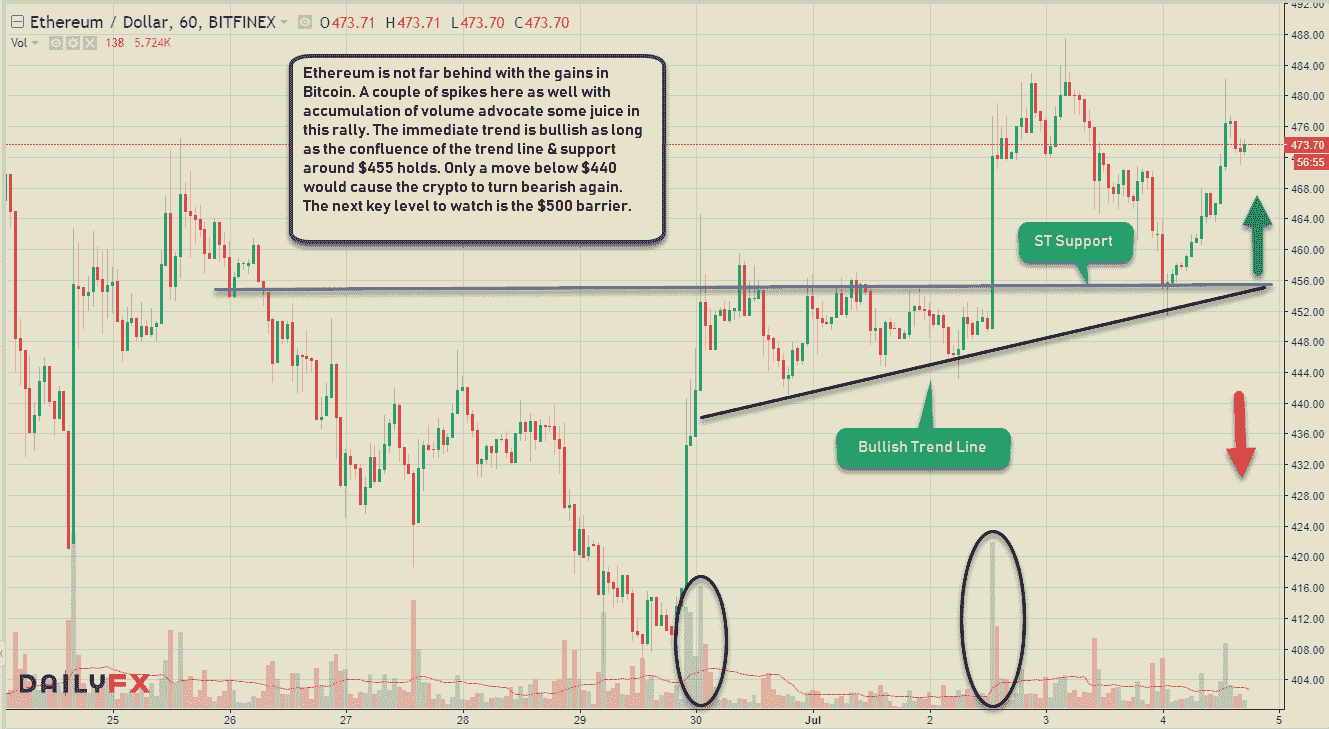 Ethereum / Dollar, 60, BITFINEX O473.71 H473.71 L473.70 C473.70
Vol 138 5.724K
Ethereum is not far behind with the gains in
Bitcoin. A couple of spikes here as well with
accumulation of volume advocate some juice in
this rally. The immediate trend is bullish as long
as the confluence of the trend line & support
around $455 holds. Only a move below $440
would cause the crypto to turn bearish again.
The next key level to watch is the $500 barrier.
ST Support
Bullish Trend Line
492.00
488.00
484.00
480.00
476.00
473.70
56:55
468.00
464.00
460.00
456.00
452.00
448.00
444.00
440.00
436.00
432.00
428.00
424.00
420.00
416.00
412.00
408.00
404.00
DAILYFX
25 26 27 28 29 30 Jul 2 3 4 5